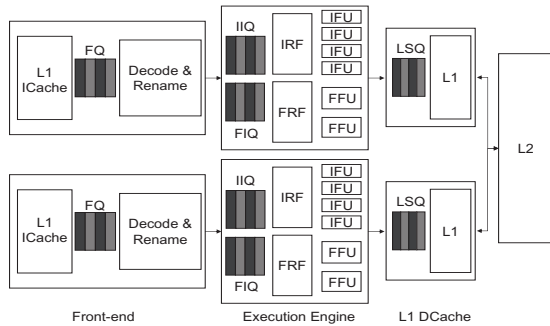 FQ
L1
ICache
Decode &
Rename
IIQ
IRF
IFU
IFU
IFU
IFU
FIQ
FRF
FFU
FFU
LSQ
L1
L2
FQ
L1
ICache
Decode &
Rename
IIQ
IRF
IFU
IFU
IFU
IFU
FIQ
FRF
FFU
FFU
LSQ
L1
Front-end
Execution Engine
L1 DCache